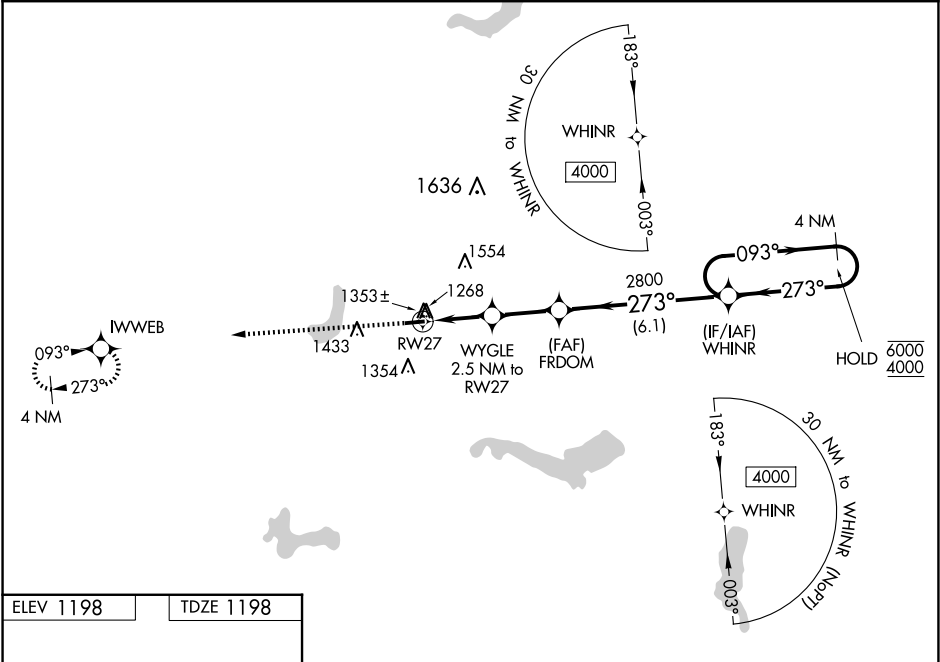 183°
30 NM to WHINR
WHINR
4000
003°
1636
1554
1268
1353±
1433
1354
RW27
WYGLE
2.5 NM to
RW27
(FAF)
FRDOM
2800
273°
(6.1)
(IF/IAF)
WHINR
4 NM
093°
273°
HOLD
6000
4000
IWWEB
093°
273°
4 NM
183°
30 NM to WHINR (NoPT)
4000
WHINR
003°
ELEV 1198
TDZE 1198